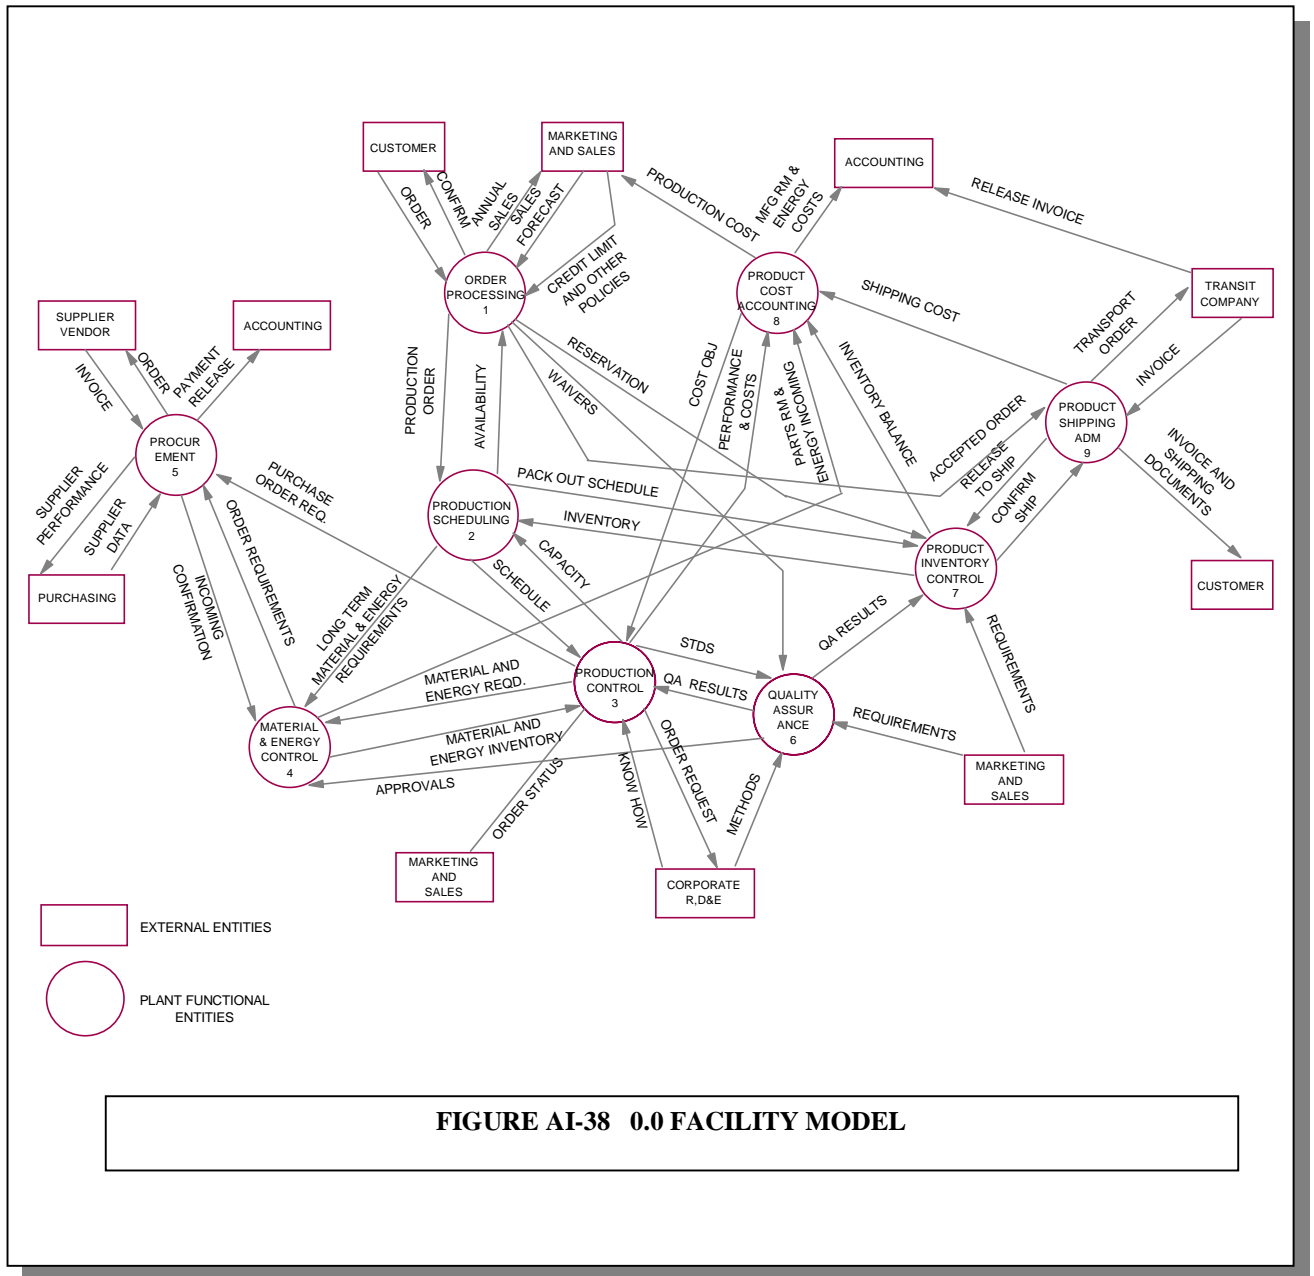 CUSTOMER
MARKETING
AND SALES
ACCOUNTING
ORDER
CONFIRM
ANNUAL
SALES
SALES
FORECAST
CREDIT LIMIT
AND OTHER
POLICIES
PRODUCTION COST
MFG RM &
ENERGY
COSTS
RELEASE INVOICE
ORDER
PROCESSING
1
PRODUCT
COST
ACCOUNTING
8
SHIPPING COST
TRANSPORT
ORDER
TRANSIT
COMPANY
INVOICE
SUPPLIER
VENDOR
ACCOUNTING
INVOICE
ORDER
PAYMENT
RELEASE
PRODUCTION
ORDER
AVAILABILITY
RESERVATION
WAIVERS
COST OBJ
PERFORMANCE
& COSTS
PARTS RM &
ENERGY INCOMING
INVENTORY BALANCE
ACCEPTED ORDER
RELEASE
TO SHIP
CONFIRM
SHIP
PRODUCT
SHIPPING
ADM
9
INVOICE AND
SHIPPING
DOCUMENTS
PROCUR
EMENT
5
SUPPLIER
PERFORMANCE
SUPPLIER
DATA
PURCHASE
ORDER REQ.
PACK OUT SCHEDULE
PRODUCTION
SCHEDULING
2
INVENTORY
CAPACITY
SCHEDULE
PRODUCT
INVENTORY
CONTROL
7
CUSTOMER
PURCHASING
INCOMING
CONFIRMATION
ORDER REQUIREMENTS
LONG TERM
MATERIAL & ENERGY
REQUIREMENTS
STDS
QA RESULTS
QA RESULTS
REQUIREMENTS
MATERIAL AND
ENERGY REQD.
PRODUCTION
CONTROL
3
QUALITY
ASSUR
ANCE
6
REQUIREMENTS
MATERIAL
& ENERGY
CONTROL
4
MATERIAL AND
ENERGY INVENTORY
APPROVALS
ORDER STATUS
KNOW HOW
ORDER REQUEST
METHODS
MARKETING
AND
SALES
MARKETING
AND
SALES
CORPORATE
R,D&E
EXTERNAL ENTITIES
PLANT FUNCTIONAL
ENTITIES
FIGURE AI-38 0.0 FACILITY MODEL